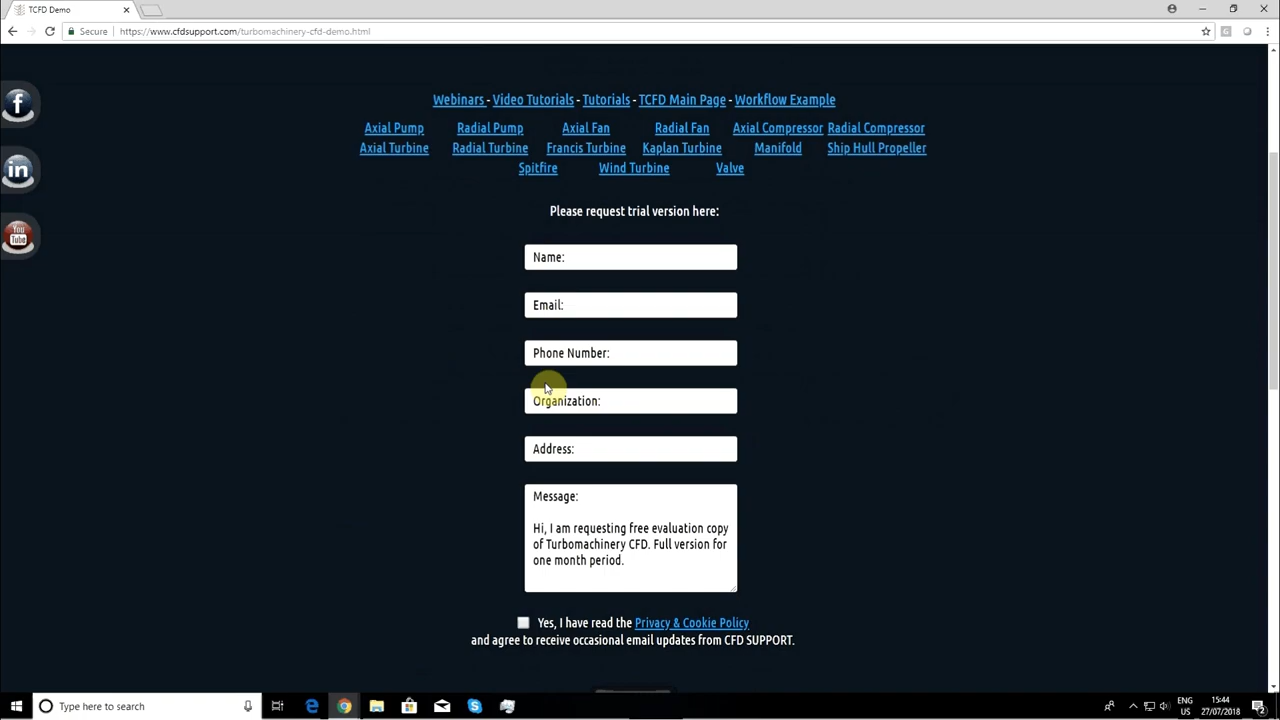 TCFD Demo
Secure https://www.cfdsupport.com/turbomachinery-cfd-demo.html
Webinars - Video Tutorials - Tutorials - TCFD Main Page - Workflow Example
Axial Pump Radial Pump Axial Fan Radial Fan Axial Compressor Radial Compressor
Axial Turbine Radial Turbine Francis Turbine Kaplan Turbine Manifold Ship Hull Propeller
Spitfire Wind Turbine Valve
f
in
You
Tube
Please request trial version here:
Name:
Email:
Phone Number:
Organization:
Address:
Message:
Hi, I am requesting free evaluation copy
of Turbomachinery CFD. Full version for
one month period.
Yes, I have read the Privacy & Cookie Policy
and agree to receive occasional email updates from CFD SUPPORT.
Type here to search
ENG
US
15:44
27/07/2018
2